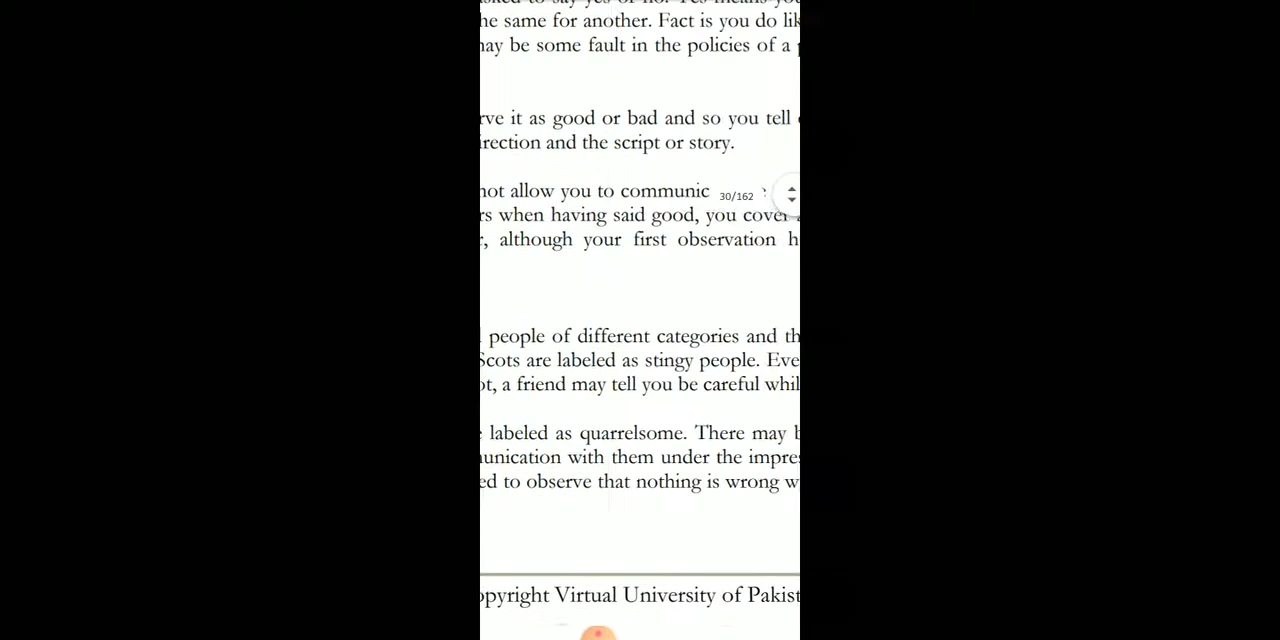 he same for another. Fact is you do lik
nay be some fault in the policies of a
rve it as good or bad and so you tell
irection and the script or story.
not allow you to communic 30/162
rs when having said good, you cover
r, although your first observation h
people of different categories and th
Scots are labeled as stingy people. Eve
ot, a friend may tell you be careful whil
labeled as quarrelsome. There may b
unication with them under the impres
ed to observe that nothing is wrong w
opyright Virtual University of Pakist